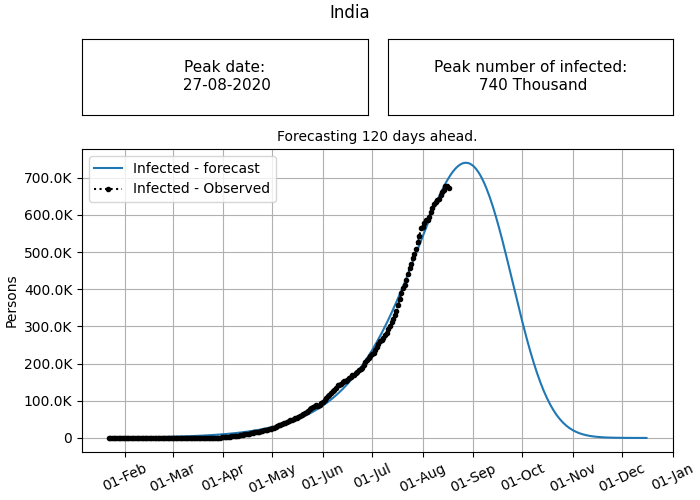 India
Peak date:
27-08-2020
Peak number of infected:
740 Thousand
Forecasting 120 days ahead.
Infected - forecast
Infected - Observed
700.0K
600.0K
500.0K
400.0K
300.0K
200.0K
100.0K
0
Persons
01-Feb
01-Mar
01-Apr
01-May
01-Jun
01-Jul
01-Aug
01-Sep
01-Oct
01-Nov
01-Dec
01-Jan